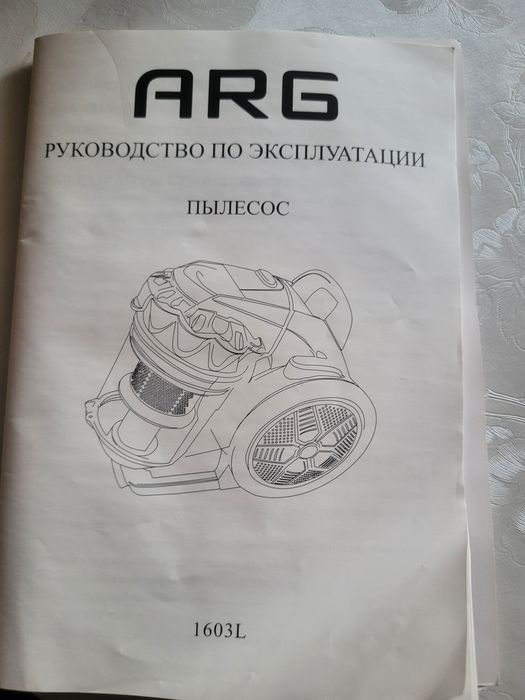 ARG
РУКОВОДСТВО ПО ЭКСПЛУАТАЦИИ
ПЫЛЕСОС
1603L